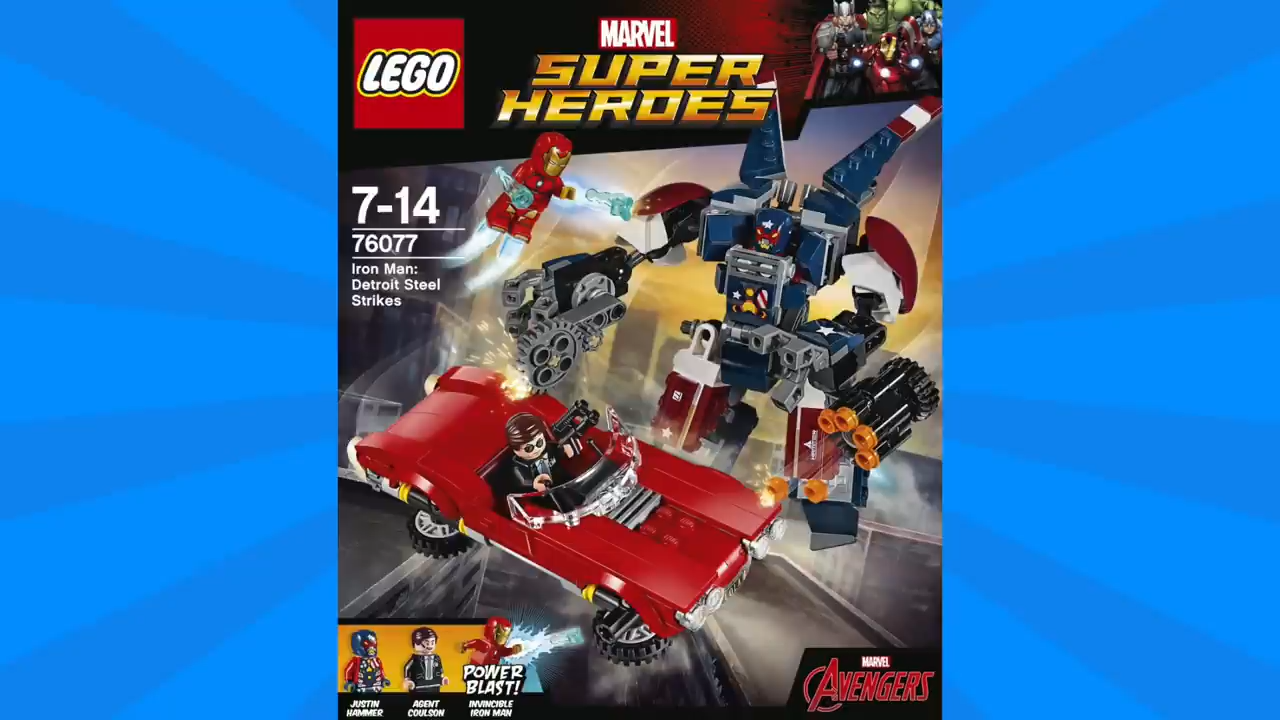 LEGO
MARVEL
SUPER
HEROES
7-14
76077
Iron Man:
Detroit Steel
Strikes
POWER
BLAST!
JUSTIN
HAMMER
AGENT
COULSON
INVINCIBLE
IRON MAN
MARVEL
AVENGERS